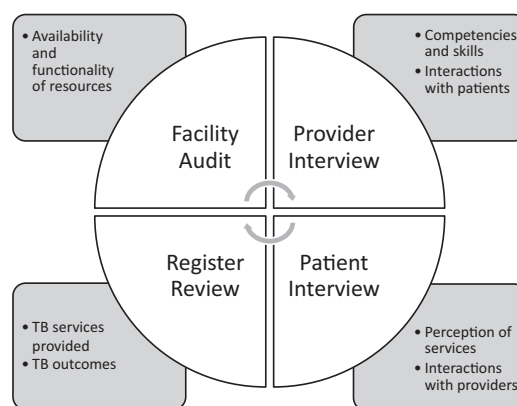 • Availability
and
functionality
of resources
• Competencies
and skills
• Interactions
with patients
Facility
Audit
Provider
Interview
Register
Review
Patient
Interview
• TB services
provided
• TB outcomes
• Perception of
services
• Interactions
with providers